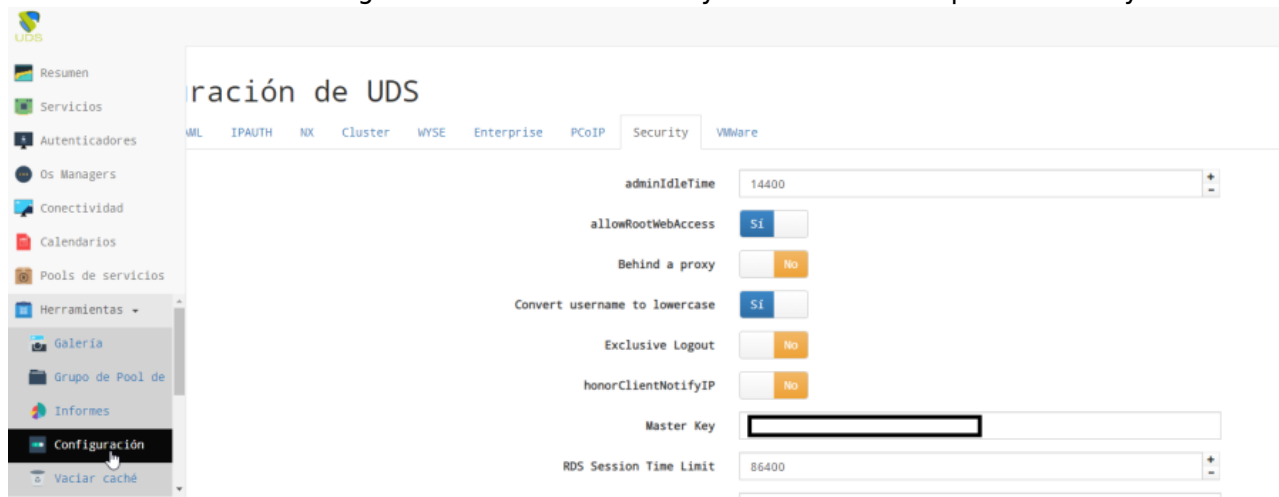 UDS
Resumen
Servicios
Autenticadores
Os Managers
Conectividad
Calendarios
Pools de servicios
Herramientas
Galería
Grupo de Pool de
Informes
Configuración
Vaciar caché
ración de UDS
AML IPAUTH NX Cluster WYSE Enterprise PCoIP Security VMWare
adminIdleTime 14400
allowRootWebAccess Sí
Behind a proxy No
Convert username to lowercase Sí
Exclusive Logout No
honorClientNotifyIP No
Master Key
RDS Session Time Limit 86400